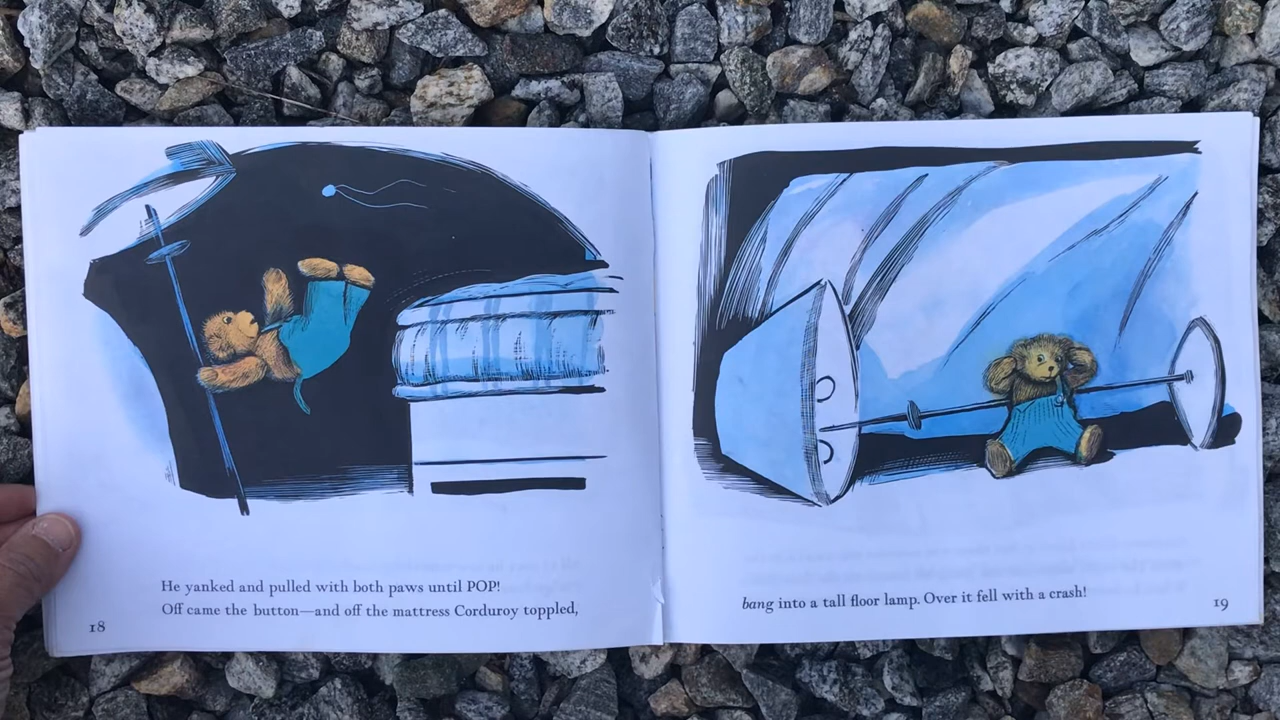 He yanked and pulled with both paws until POP!
Off came the button—and off the mattress Corduroy toppled,
18
bang into a tall floor lamp. Over it fell with a crash!
19